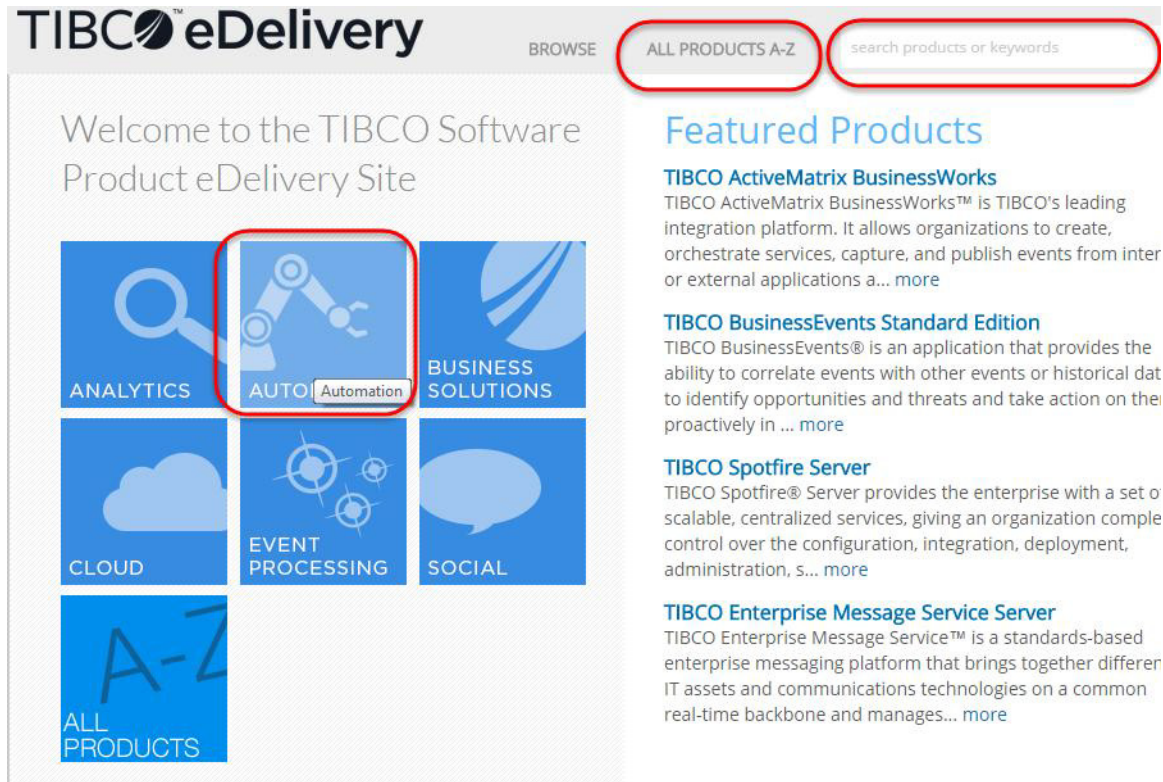 TIBCO™ eDelivery
BROWSE
ALL PRODUCTS A-Z
search products or keywords
Welcome to the TIBCO Software
Product eDelivery Site
ANALYTICS
Automation
BUSINESS
SOLUTIONS
CLOUD
EVENT
PROCESSING
SOCIAL
A-Z
ALL
PRODUCTS
Featured Products
TIBCO ActiveMatrix BusinessWorks
TIBCO ActiveMatrix BusinessWorks™ is TIBCO's leading
integration platform. It allows organizations to create,
orchestrate services, capture, and publish events from inter
or external applications a... more
TIBCO BusinessEvents Standard Edition
TIBCO BusinessEvents® is an application that provides the
ability to correlate events with other events or historical dat
to identify opportunities and threats and take action on the
proactively in ... more
TIBCO Spotfire Server
TIBCO Spotfire® Server provides the enterprise with a set o
scalable, centralized services, giving an organization comple
control over the configuration, integration, deployment,
administration, s... more
TIBCO Enterprise Message Service Server
TIBCO Enterprise Message Service™ is a standards-based
enterprise messaging platform that brings together differen
IT assets and communications technologies on a common
real-time backbone and manages... more